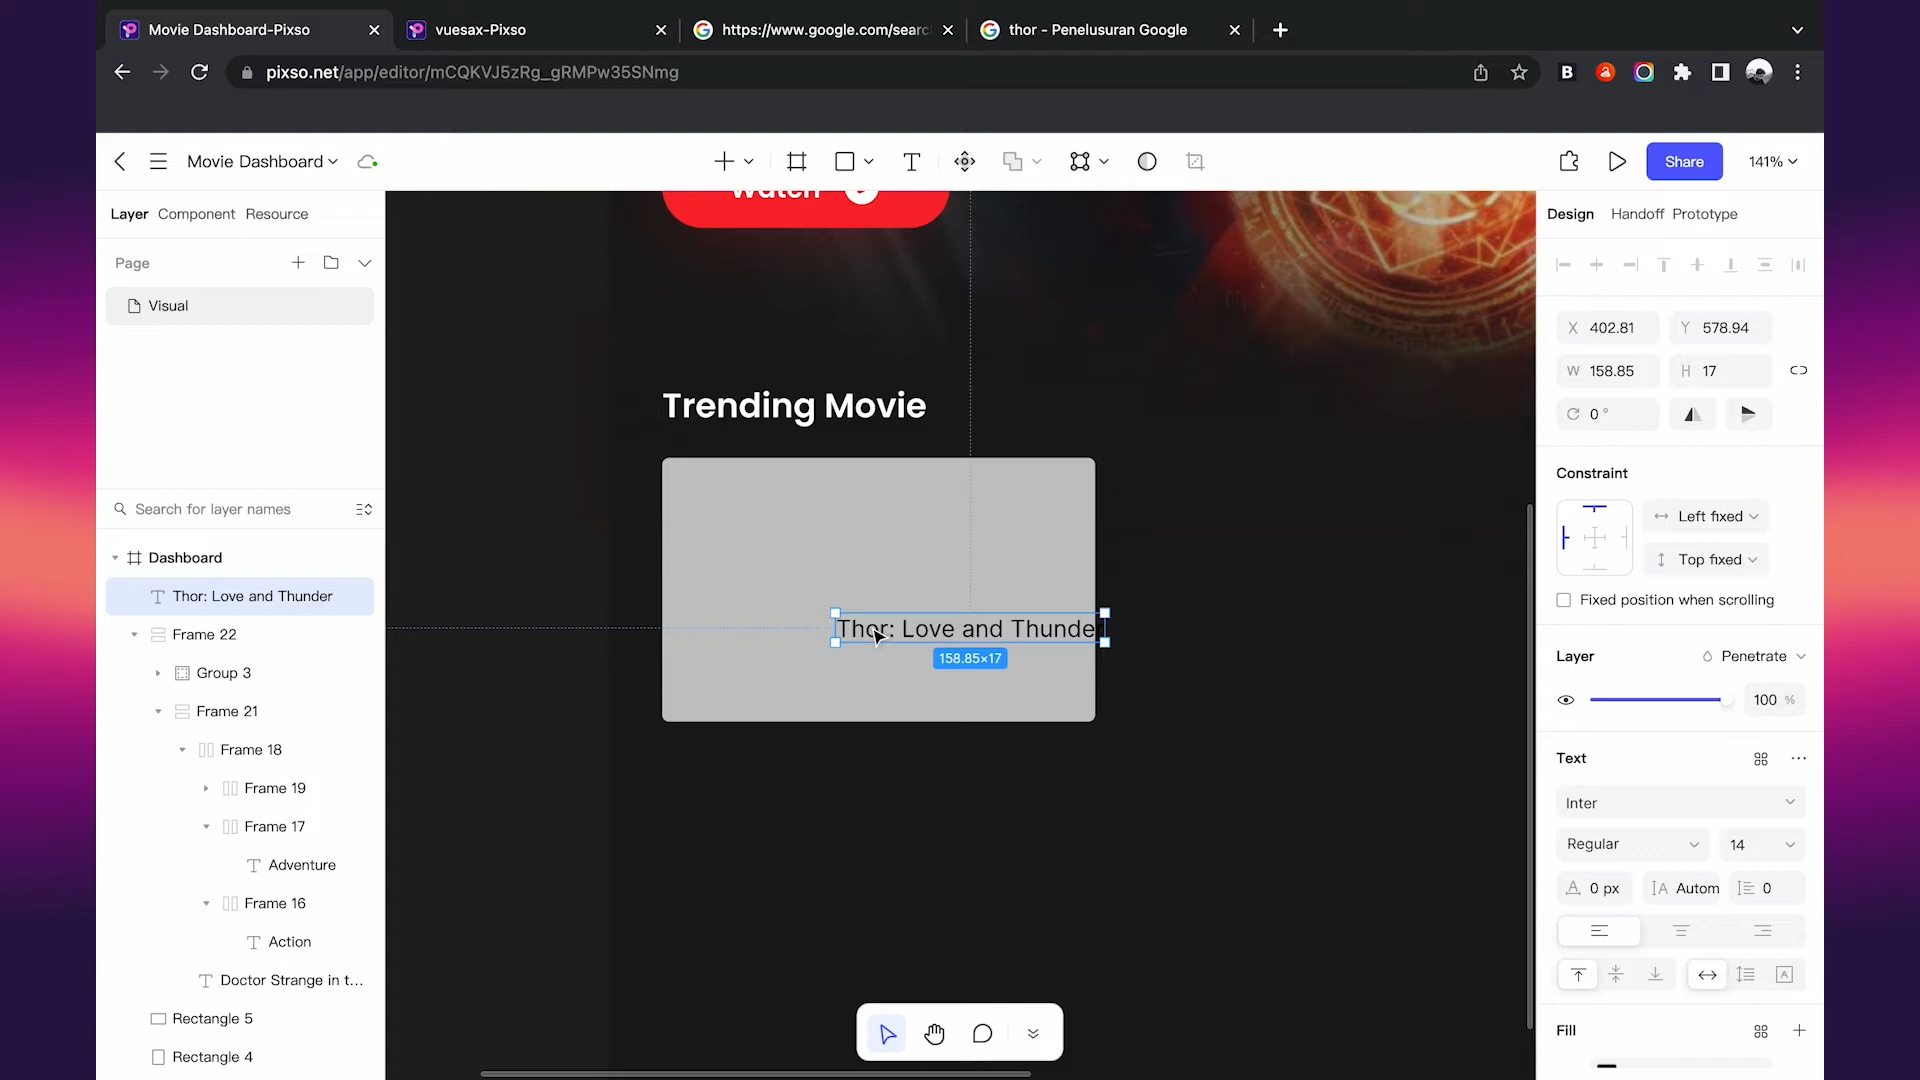 Movie Dashboard-Pixso
vuesax-Pixso
https://www.google.com/searc
thor - Penelusuran Google
pixso.net/app/editor/mCQKVJ5zRg_gRMPw35SNmg
B
Movie Dashboard
Share
141%
Layer Component Resource
Page
Visual
Search for layer names
Dashboard
Thor: Love and Thunder
Frame 22
Group 3
Frame 21
Frame 18
Frame 19
Frame 17
Adventure
Frame 16
Action
Doctor Strange in t...
Rectangle 5
Rectangle 4
Watch
Trending Movie
Thor: Love and Thunder
158.85×17
Design Handoff Prototype
X 402.81 Y 578.94
W 158.85 H 17
0 °
Constraint
Left fixed
Top fixed
Fixed position when scrolling
Layer Penetrate
100 %
Text
Inter
Regular 14
0 px Autom 0
Fill